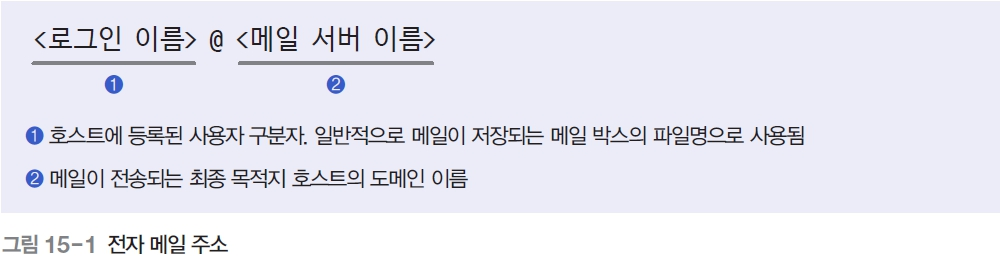 <로그인 이름> @ <메일 서버 이름>
❶ ❷
❶ 호스트에 등록된 사용자 구분자. 일반적으로 메일이 저장되는 메일 박스의 파일명으로 사용됨
❷ 메일이 전송되는 최종 목적지 호스트의 도메인 이름
그림 15-1 전자 메일 주소